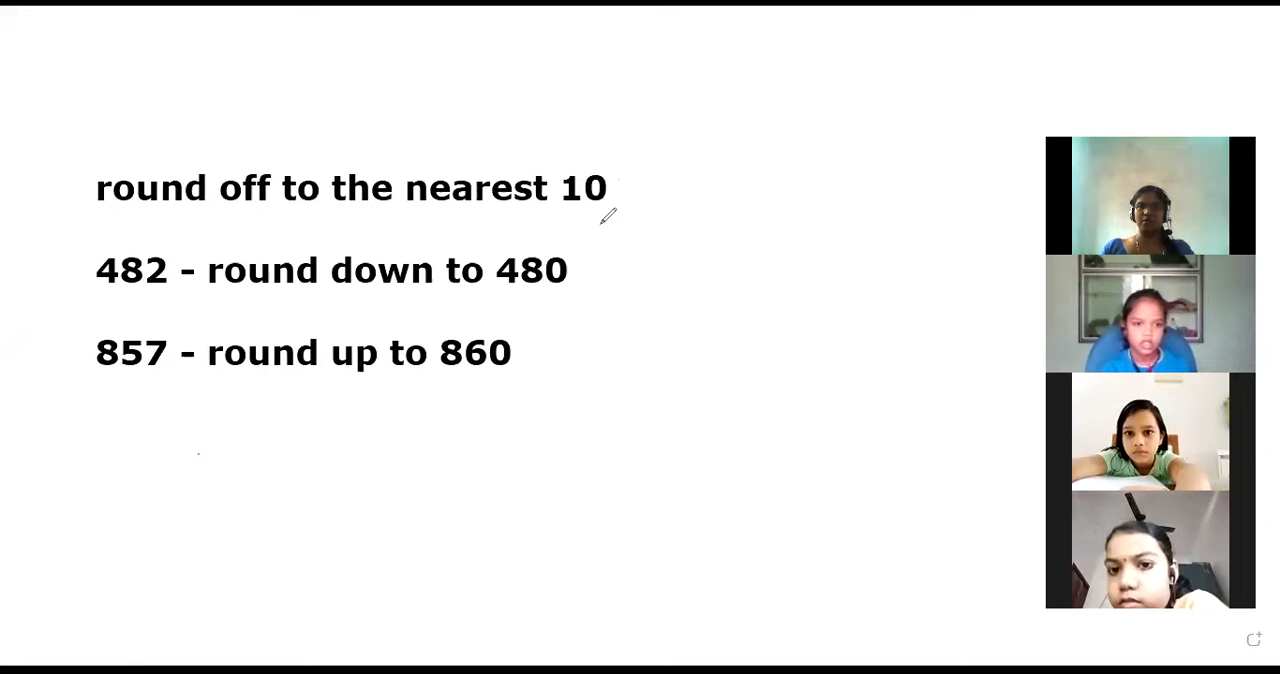 round off to the nearest 10
482 - round down to 480
857 - round up to 860